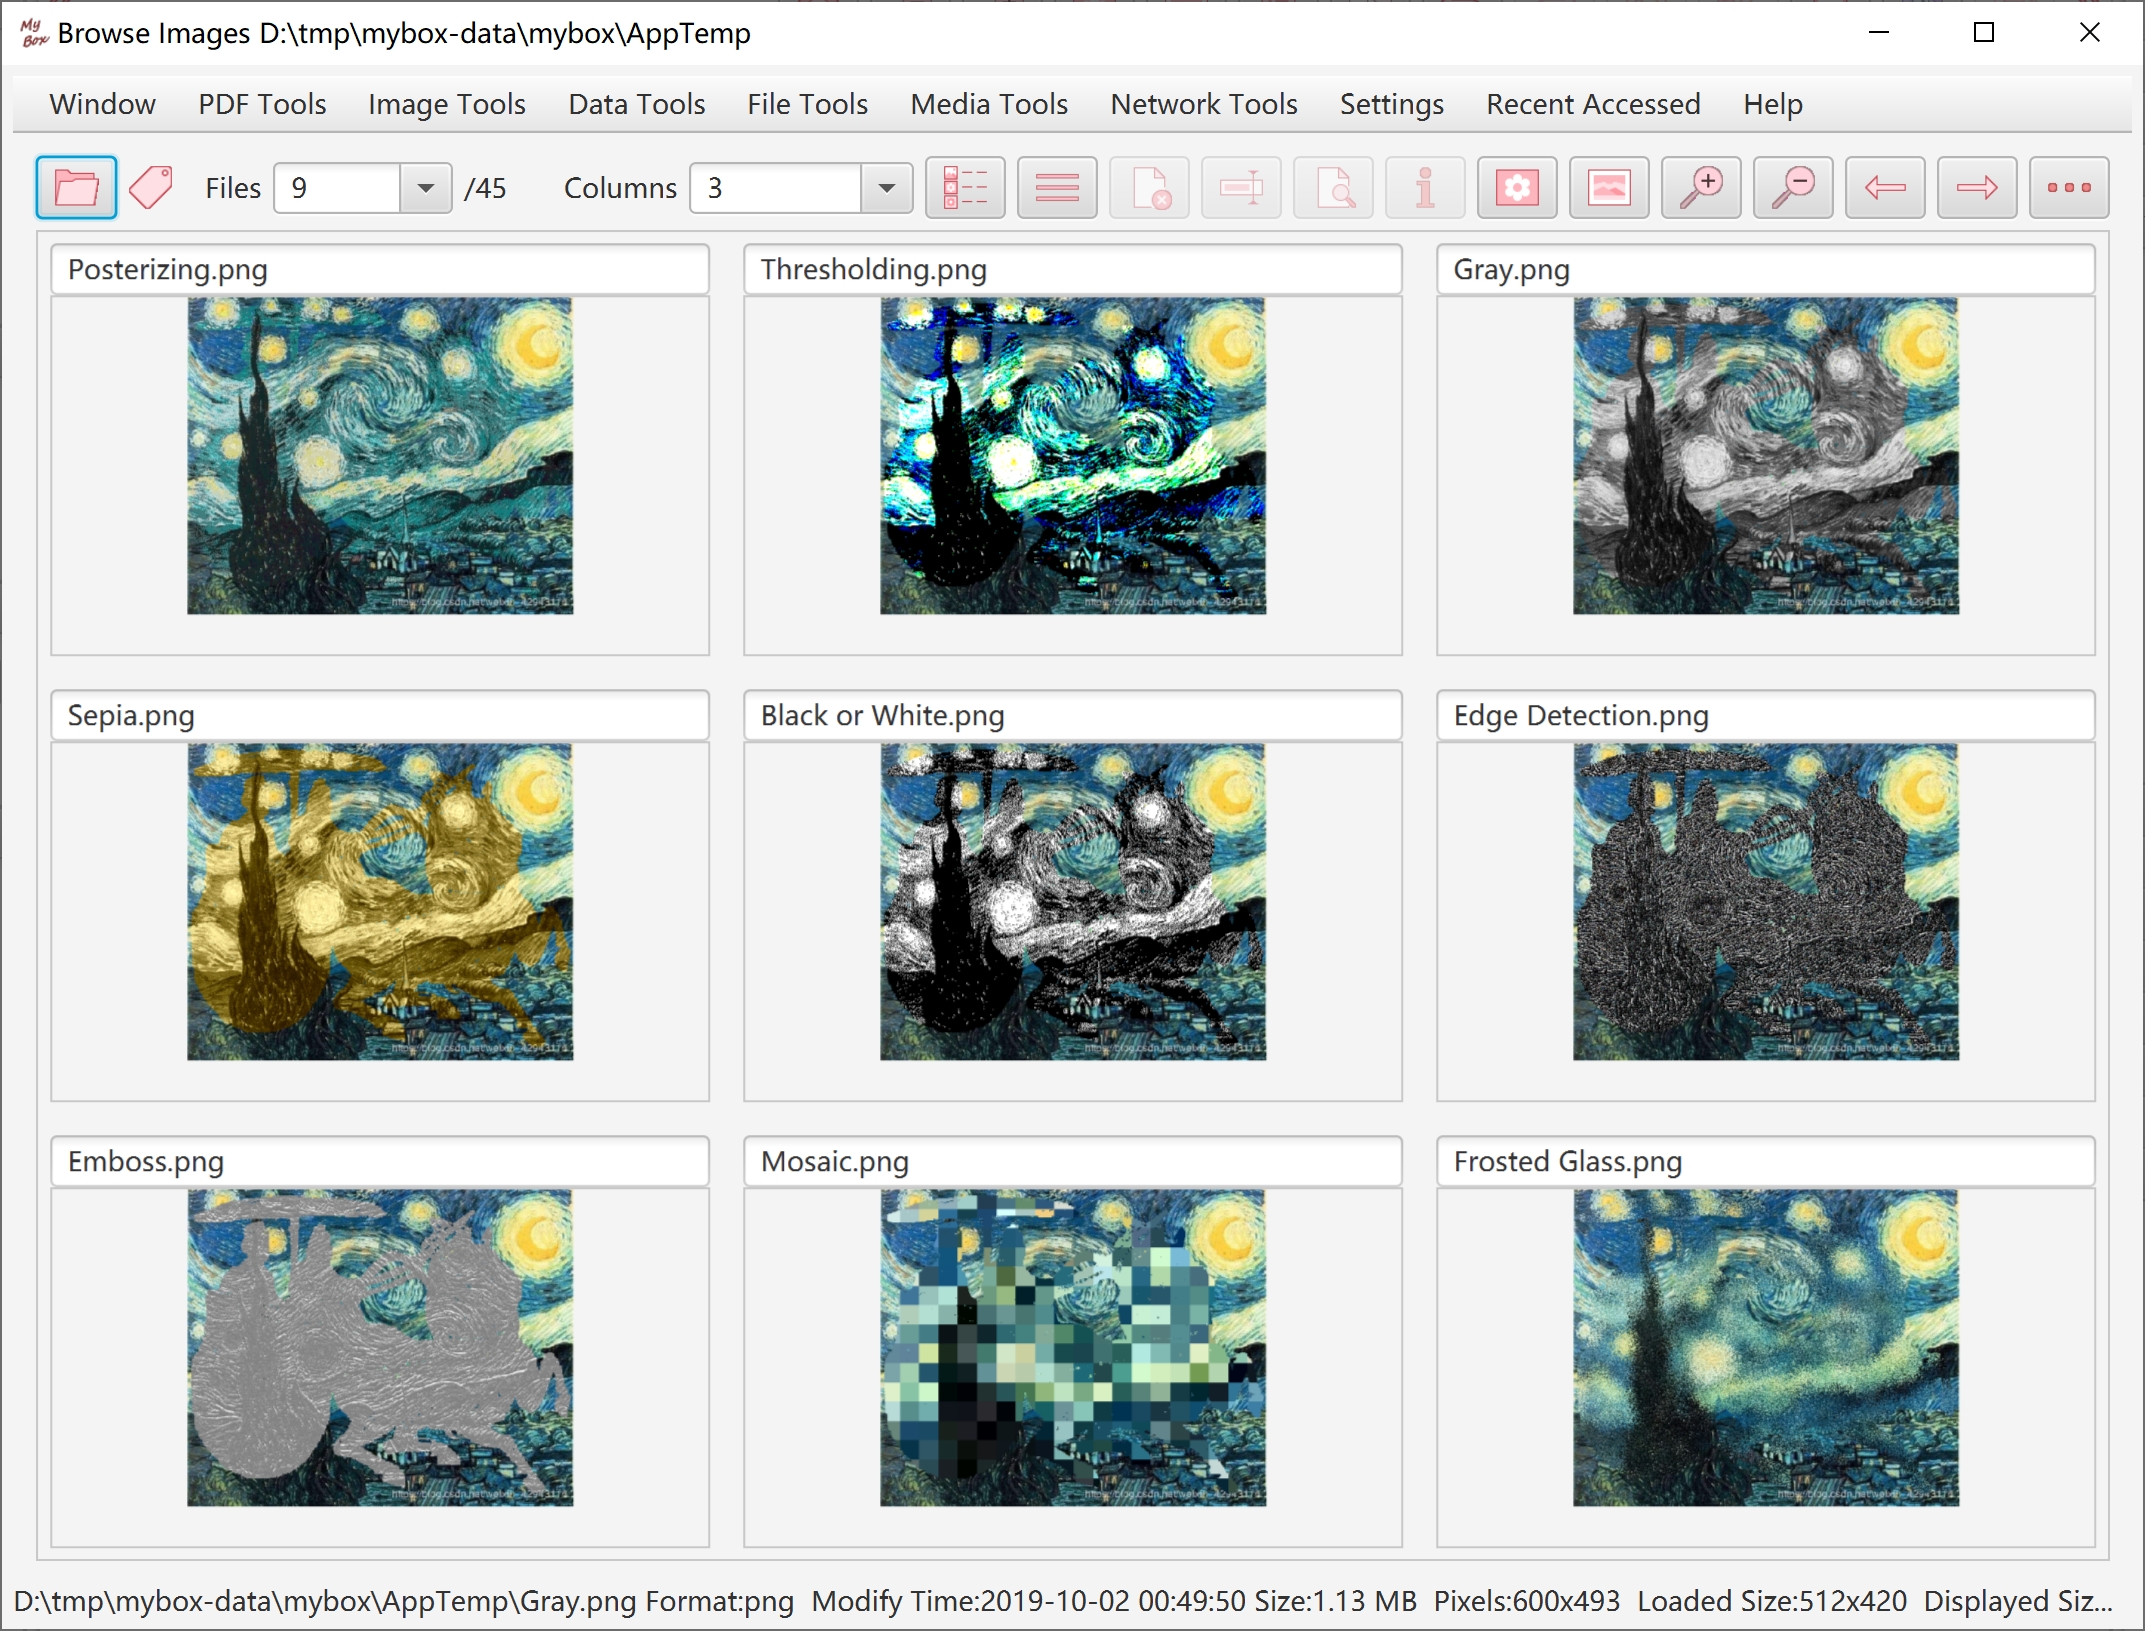 My Box Browse Images D:\tmp\mybox-data\mybox\AppTemp
Window PDF Tools Image Tools Data Tools File Tools Media Tools Network Tools Settings Recent Accessed Help
Files 9 /45 Columns 3
Posterizing.png Thresholding.png Gray.png
Sepia.png Black or White.png Edge Detection.png
Emboss.png Mosaic.png Frosted Glass.png
D:\tmp\mybox-data\mybox\AppTemp\Gray.png Format:png Modify Time:2019-10-02 00:49:50 Size:1.13 MB Pixels:600x493 Loaded Size:512x420 Displayed Siz...